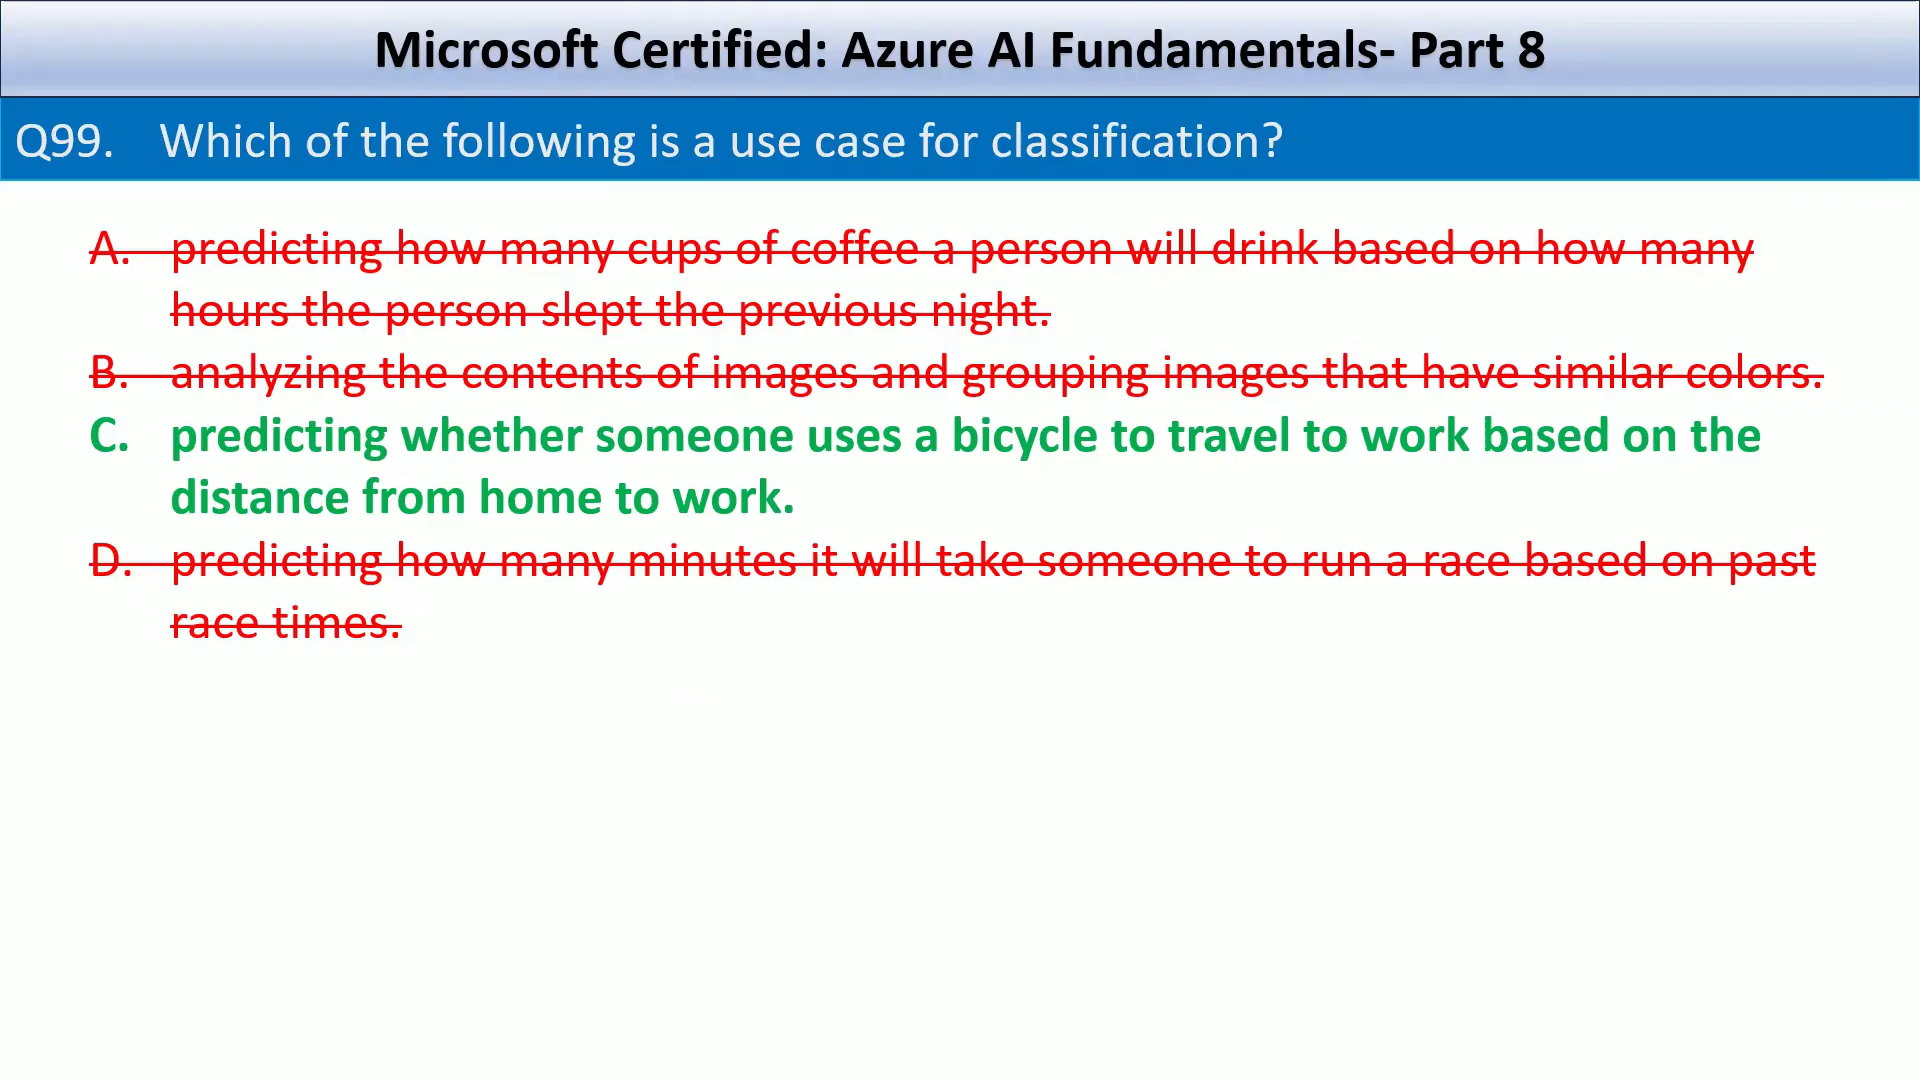 Microsoft Certified: Azure AI Fundamentals- Part 8
Q99. Which of the following is a use case for classification?
A. predicting how many cups of coffee a person will drink based on how many
hours the person slept the previous night.
B. analyzing the contents of images and grouping images that have similar colors.
C. predicting whether someone uses a bicycle to travel to work based on the
distance from home to work.
D. predicting how many minutes it will take someone to run a race based on past
race times.